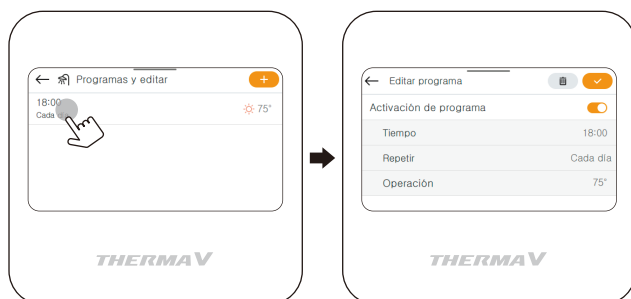 Programas y editar
18:00
Cada
75°
THERMA V
Editar programa
Activación de programa
Tiempo 18:00
Repetir Cada día
Operación 75°
THERMA V